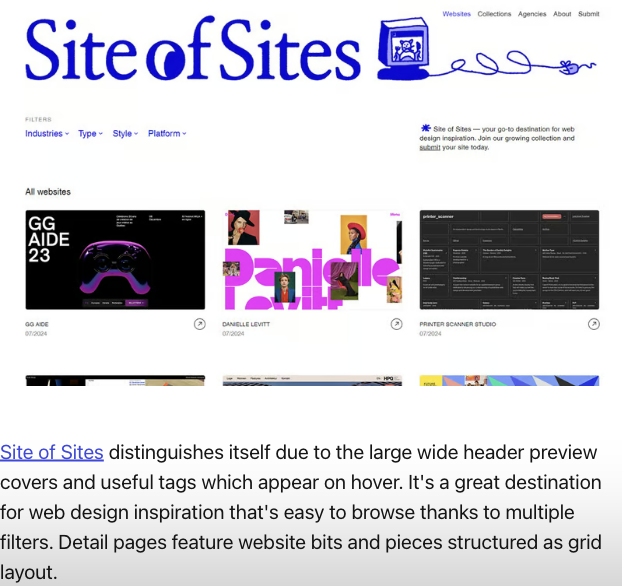 Websites Collections Agencies About Submit
Site of Sites
FILTERS
Industries Type Style Platform
Site of Sites — your go-to destination for web
design inspiration. Join our growing collection and
submit your site today.
All websites
GG
AIDE
23
Danielle
Levitt
printer_scanner
GG AIDE
07/2024
DANIELLE LEVITT
07/2024
PRINTER SCANNER STUDIO
07/2024
HPG
Site of Sites distinguishes itself due to the large wide header preview
covers and useful tags which appear on hover. It's a great destination
for web design inspiration that's easy to browse thanks to multiple
filters. Detail pages feature website bits and pieces structured as grid
layout.